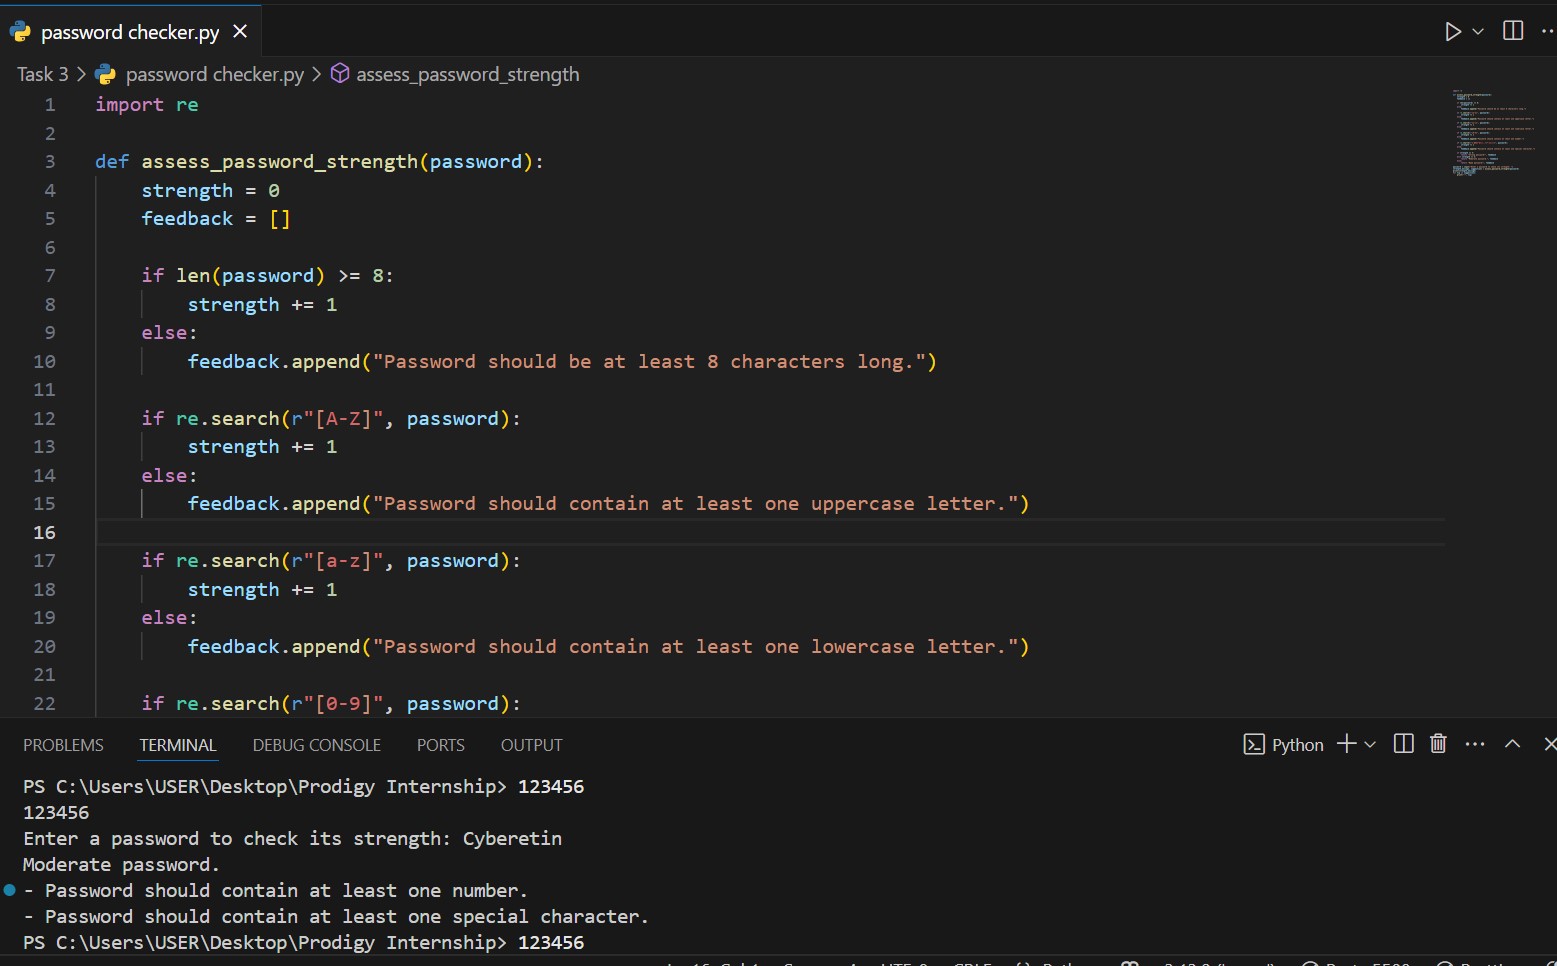 password checker.py
Task 3 > password checker.py > assess_password_strength
1 import re
2
3 def assess_password_strength(password):
4 strength = 0
5 feedback = []
6
7 if len(password) >= 8:
8 strength += 1
9 else:
10 feedback.append("Password should be at least 8 characters long.")
11
12 if re.search(r"[A-Z]", password):
13 strength += 1
14 else:
15 feedback.append("Password should contain at least one uppercase letter.")
16
17 if re.search(r"[a-z]", password):
18 strength += 1
19 else:
20 feedback.append("Password should contain at least one lowercase letter.")
21
22 if re.search(r"[0-9]", password):
PROBLEMS TERMINAL DEBUG CONSOLE PORTS OUTPUT Python
PS C:\Users\USER\Desktop\Prodigy Internship> 123456
123456
Enter a password to check its strength: Cyberetin
Moderate password.
- Password should contain at least one number.
- Password should contain at least one special character.
PS C:\Users\USER\Desktop\Prodigy Internship> 123456